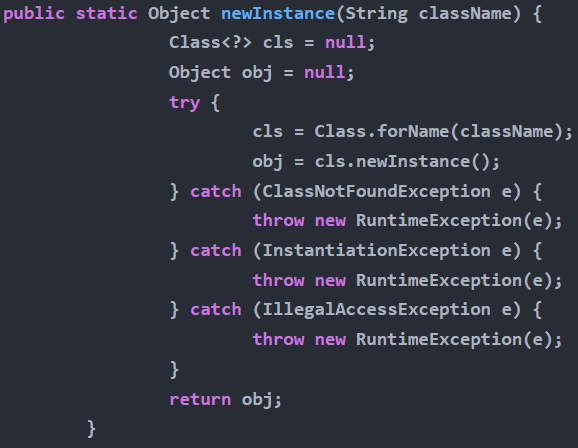 public static Object newInstance(String className) {
Class<?> cls = null;
Object obj = null;
try {
cls = Class.forName(className);
obj = cls.newInstance();
} catch (ClassNotFoundException e) {
throw new RuntimeException(e);
} catch (InstantiationException e) {
throw new RuntimeException(e);
} catch (IllegalAccessException e) {
throw new RuntimeException(e);
}
return obj;
}